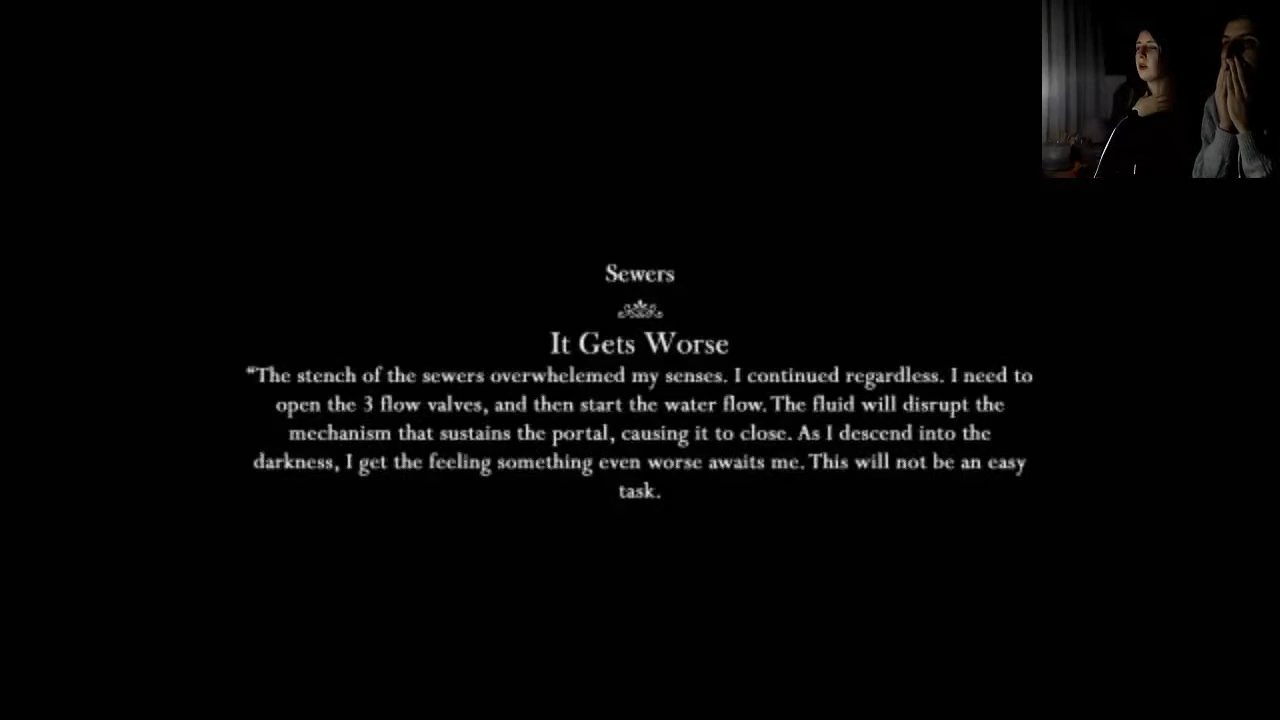 Sewers
It Gets Worse
"The stench of the sewers overwhelemed my senses. I continued regardless. I need to
open the 3 flow valves, and then start the water flow. The fluid will disrupt the
mechanism that sustains the portal, causing it to close. As I descend into the
darkness, I get the feeling something even worse awaits me. This will not be an easy
task.